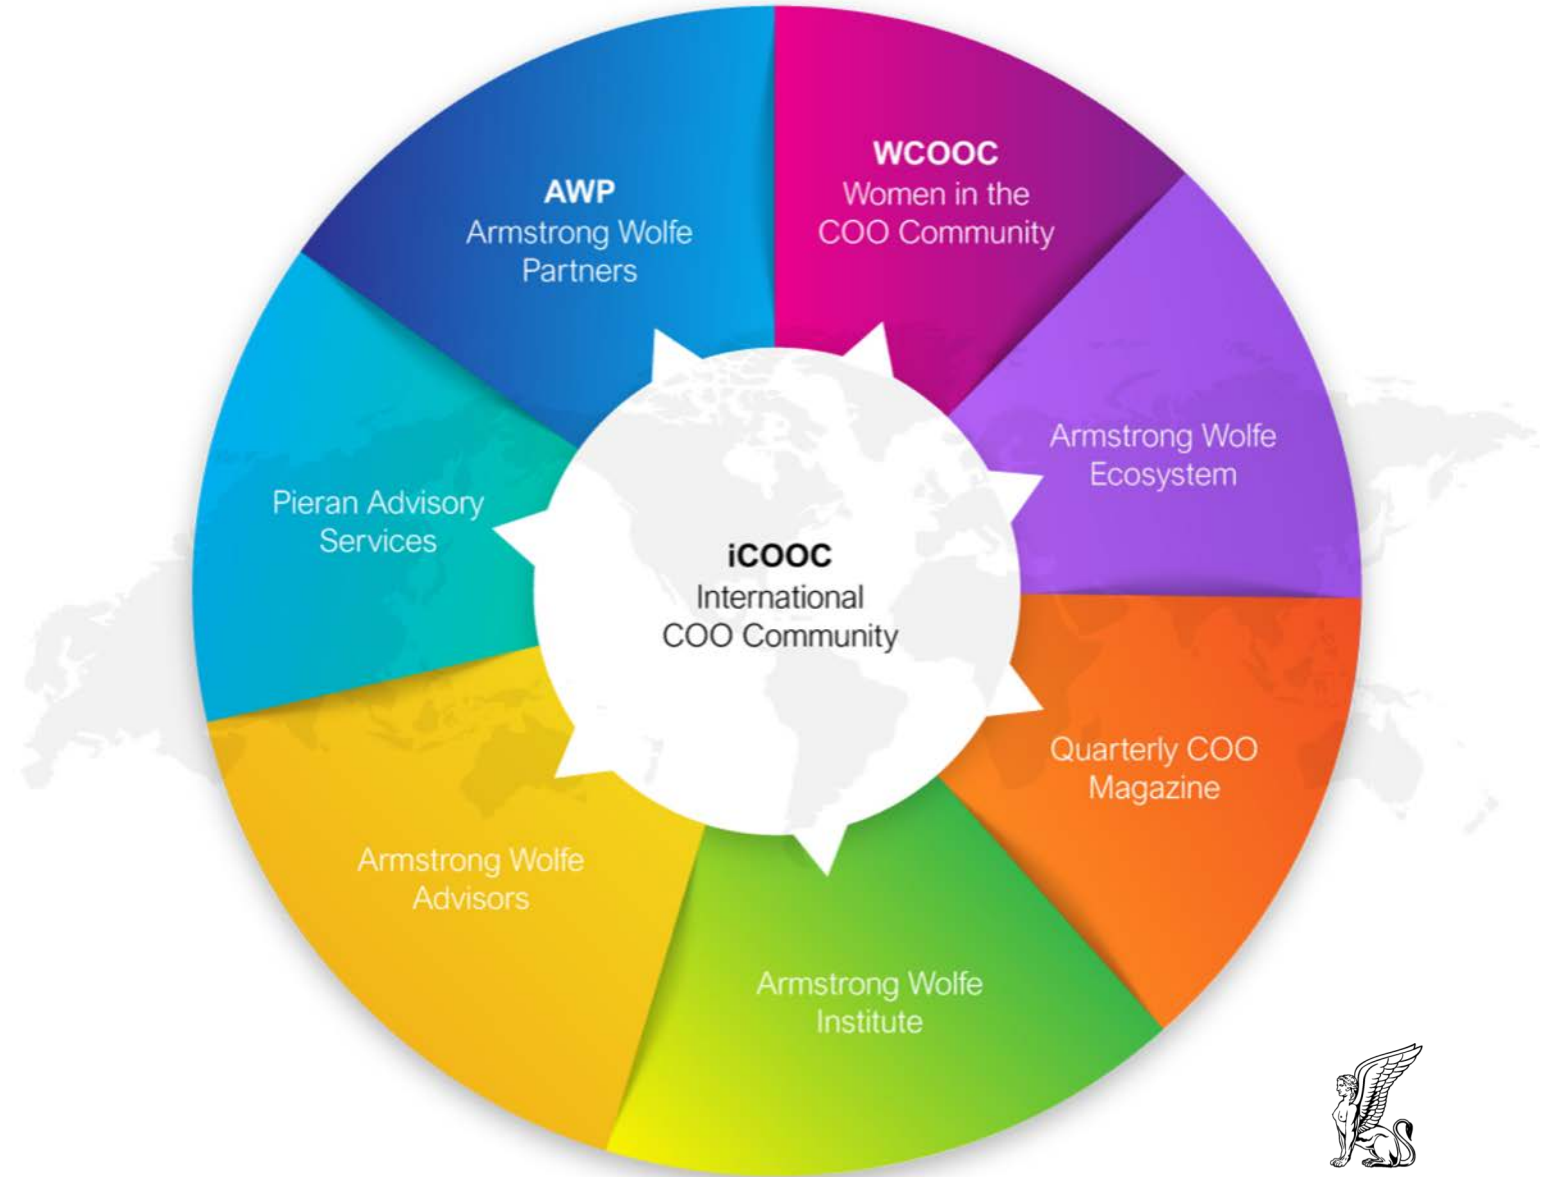 WCOOC
Women in the
COO Community
Armstrong Wolfe
Ecosystem
Quarterly COO
Magazine
Armstrong Wolfe
Institute
Armstrong Wolfe
Advisors
Pieran Advisory
Services
AWP
Armstrong Wolfe
Partners
iCOOC
International
COO Community